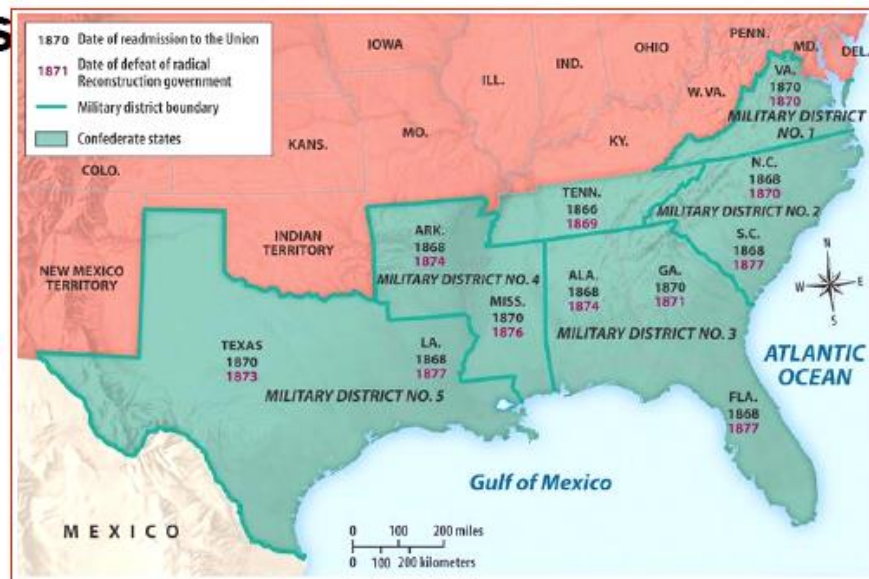 S
1870 Date of readmission to the Union
1871 Date of defeat of radical
Reconstruction government
Military district boundary
Confederate states
IOWA
ILL.
IND.
OHIO
PENN.
MD.
DEL.
W. VA.
VA.
1870
1870
MILITARY DISTRICT
NO. 1
COLO.
KANS.
MO.
KY.
N.C.
1868
1870
MILITARY DISTRICT NO. 2
TENN.
1866
1869
S.C.
1868
1877
NEW MEXICO
TERRITORY
INDIAN
TERRITORY
ARK.
1868
1874
MILITARY DISTRICT NO. 4
MISS.
1870
1876
ALA.
1868
1874
GA.
1870
1871
MILITARY DISTRICT NO. 3
N
W
E
S
TEXAS
1870
1873
LA.
1868
1877
MILITARY DISTRICT NO. 5
FLA.
1868
1877
ATLANTIC
OCEAN
Gulf of Mexico
MEXICO
0 100 200 miles
0 100 200 kilometers